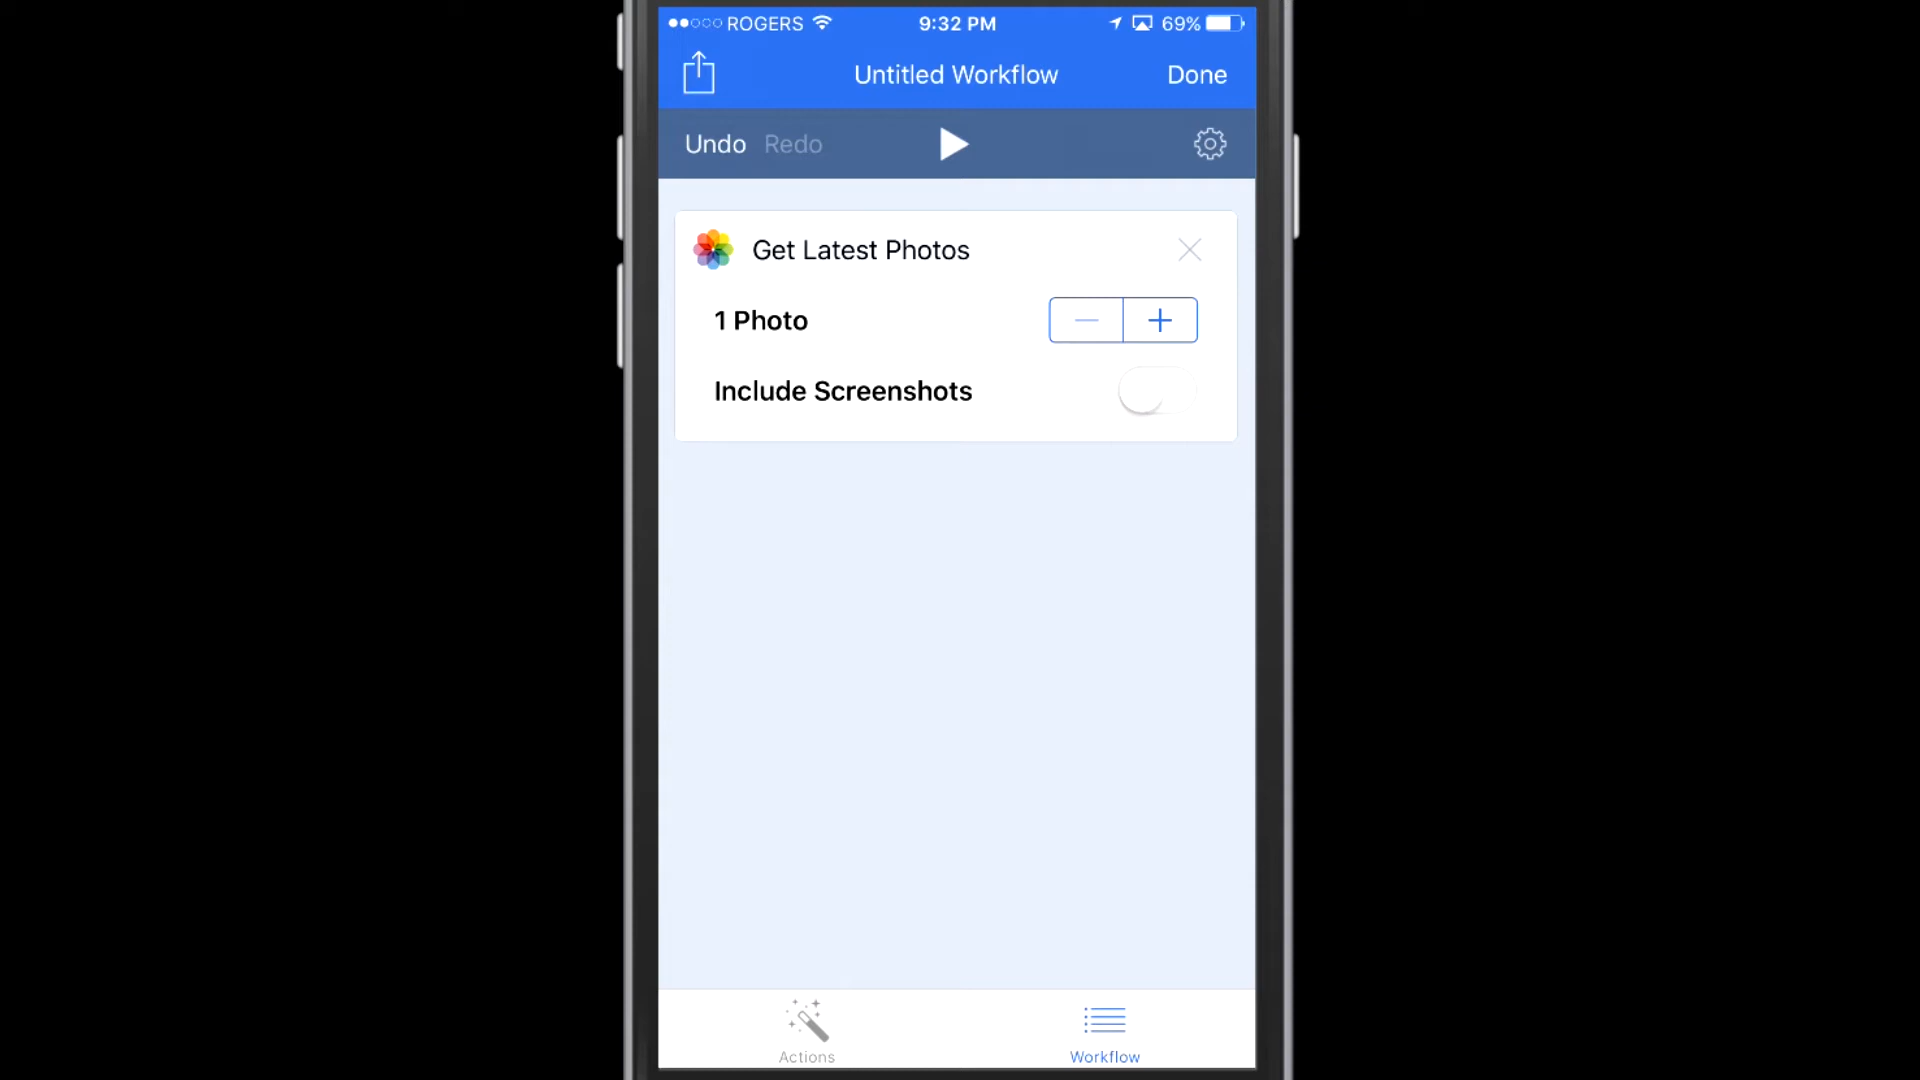 ROGERS 9:32 PM 69%
Untitled Workflow Done
Undo Redo
Get Latest Photos
1 Photo
Include Screenshots
Actions Workflow